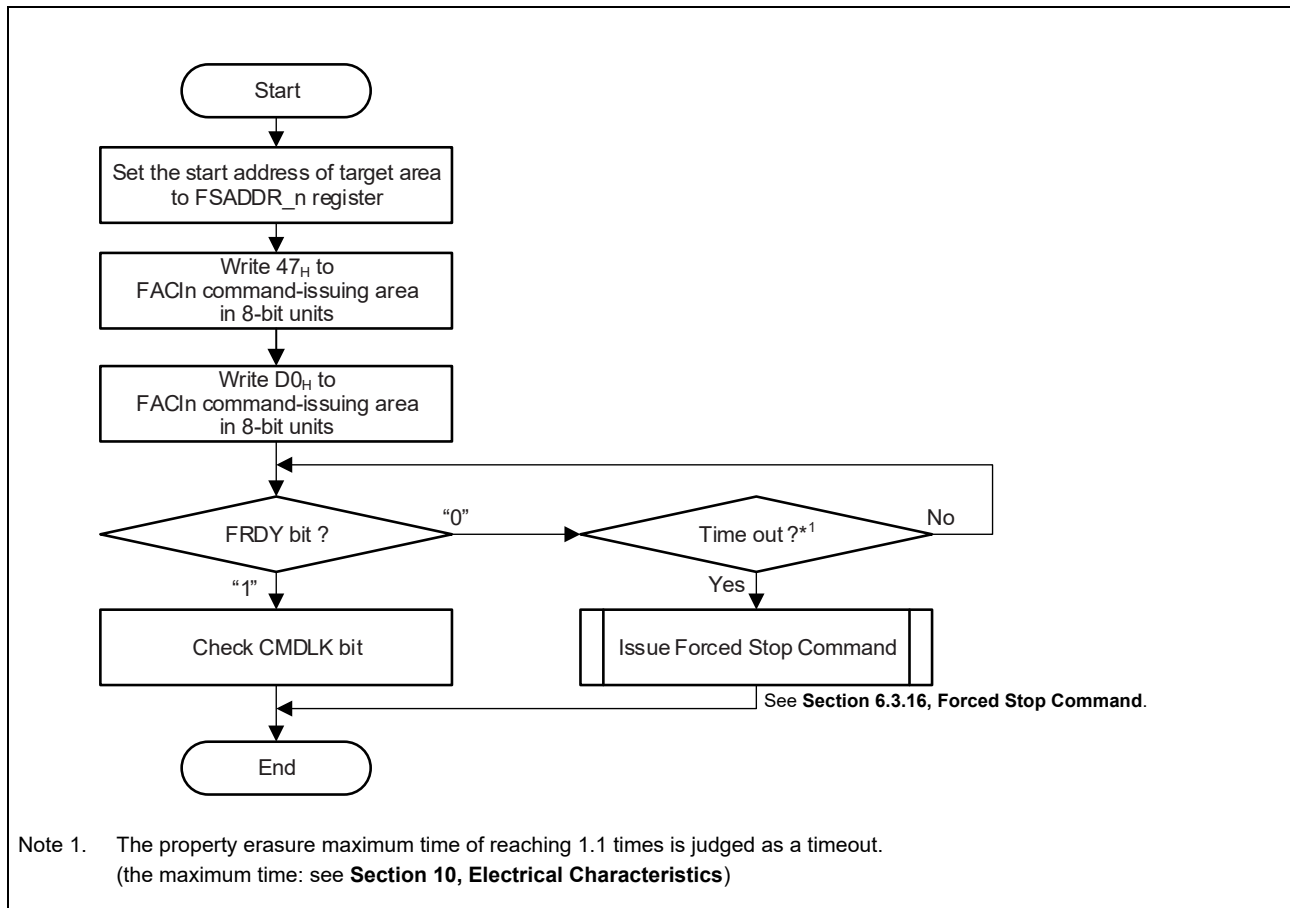 Start
Set the start address of target area
to FSADDR_n register
Write 47H to
FACIn command-issuing area
in 8-bit units
Write D0H to
FACIn command-issuing area
in 8-bit units
FRDY bit ?
“0”
Time out ?*1
No
“1”
Yes
Check CMDLK bit
Issue Forced Stop Command
See Section 6.3.16, Forced Stop Command.
End
Note 1. The property erasure maximum time of reaching 1.1 times is judged as a timeout.
(the maximum time: see Section 10, Electrical Characteristics)